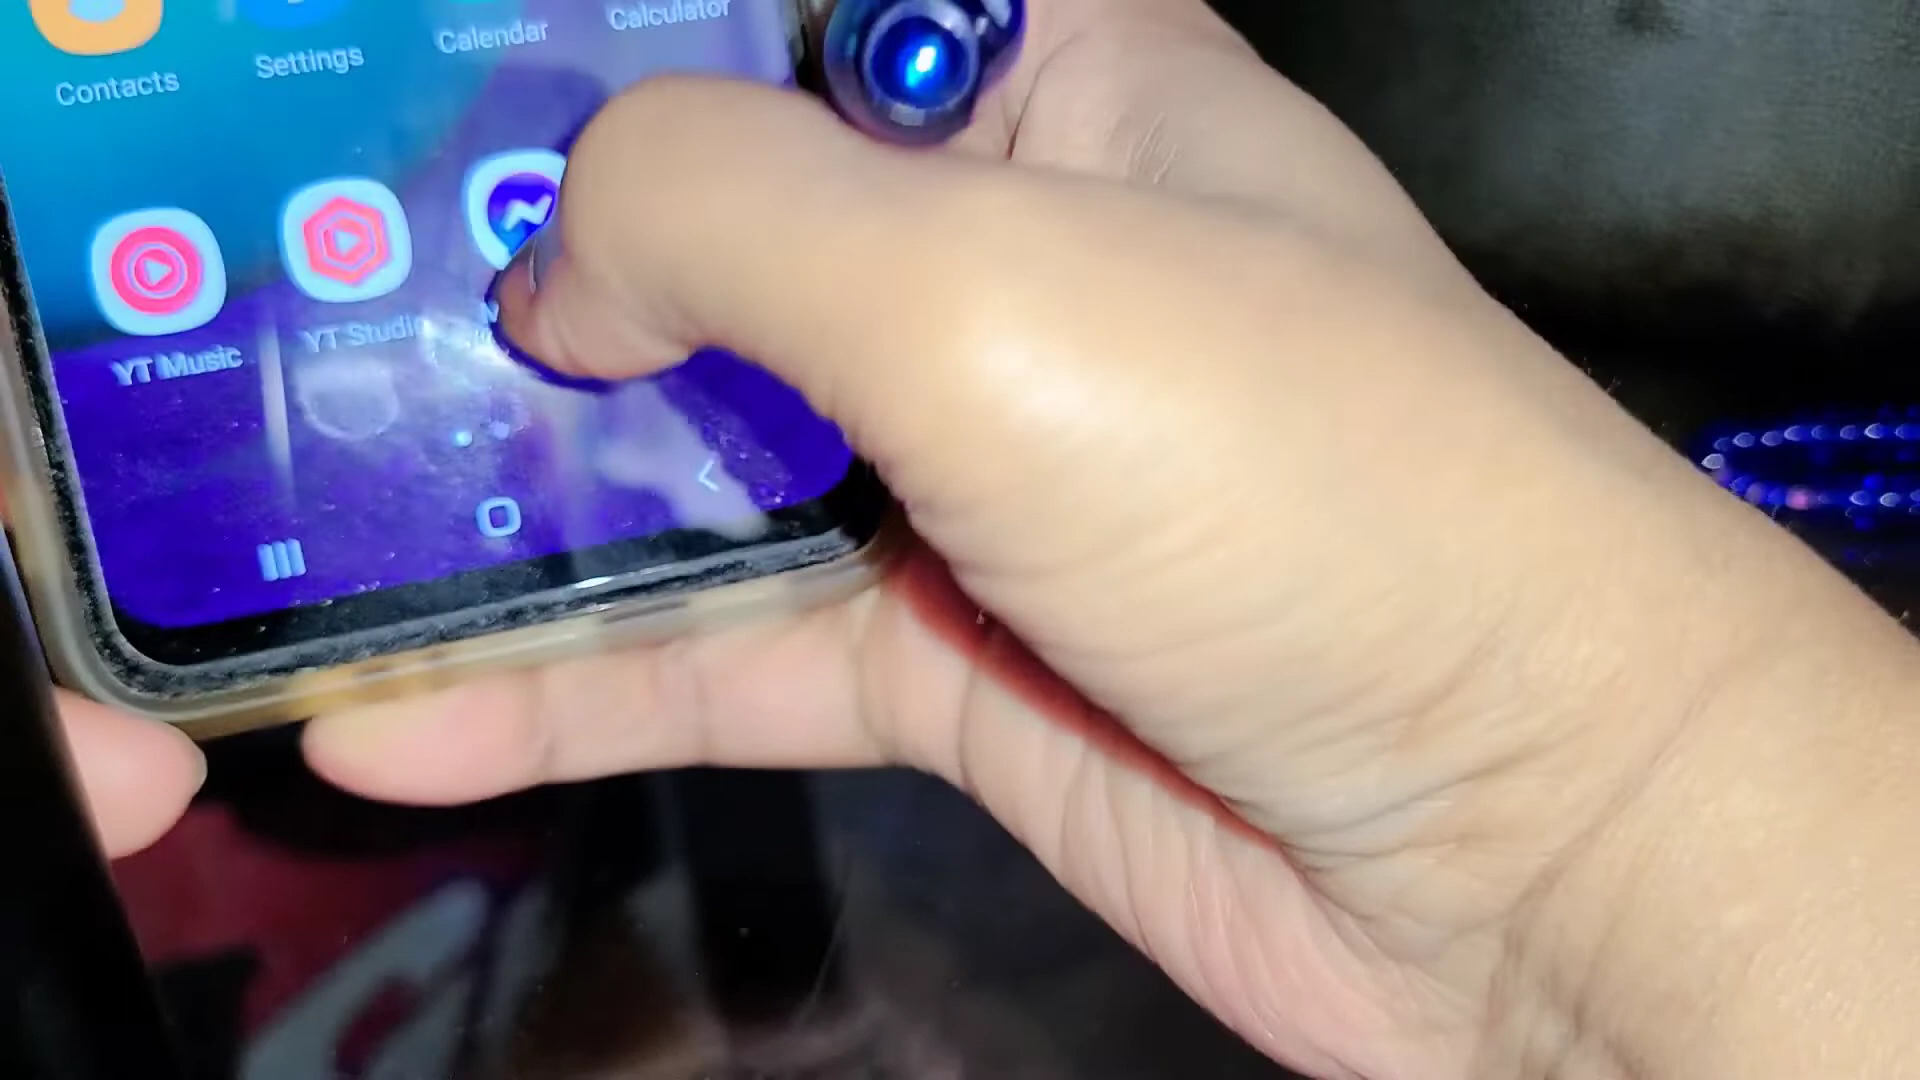 Contacts
Settings
Calendar
Calculator
YT Music
YT Studio